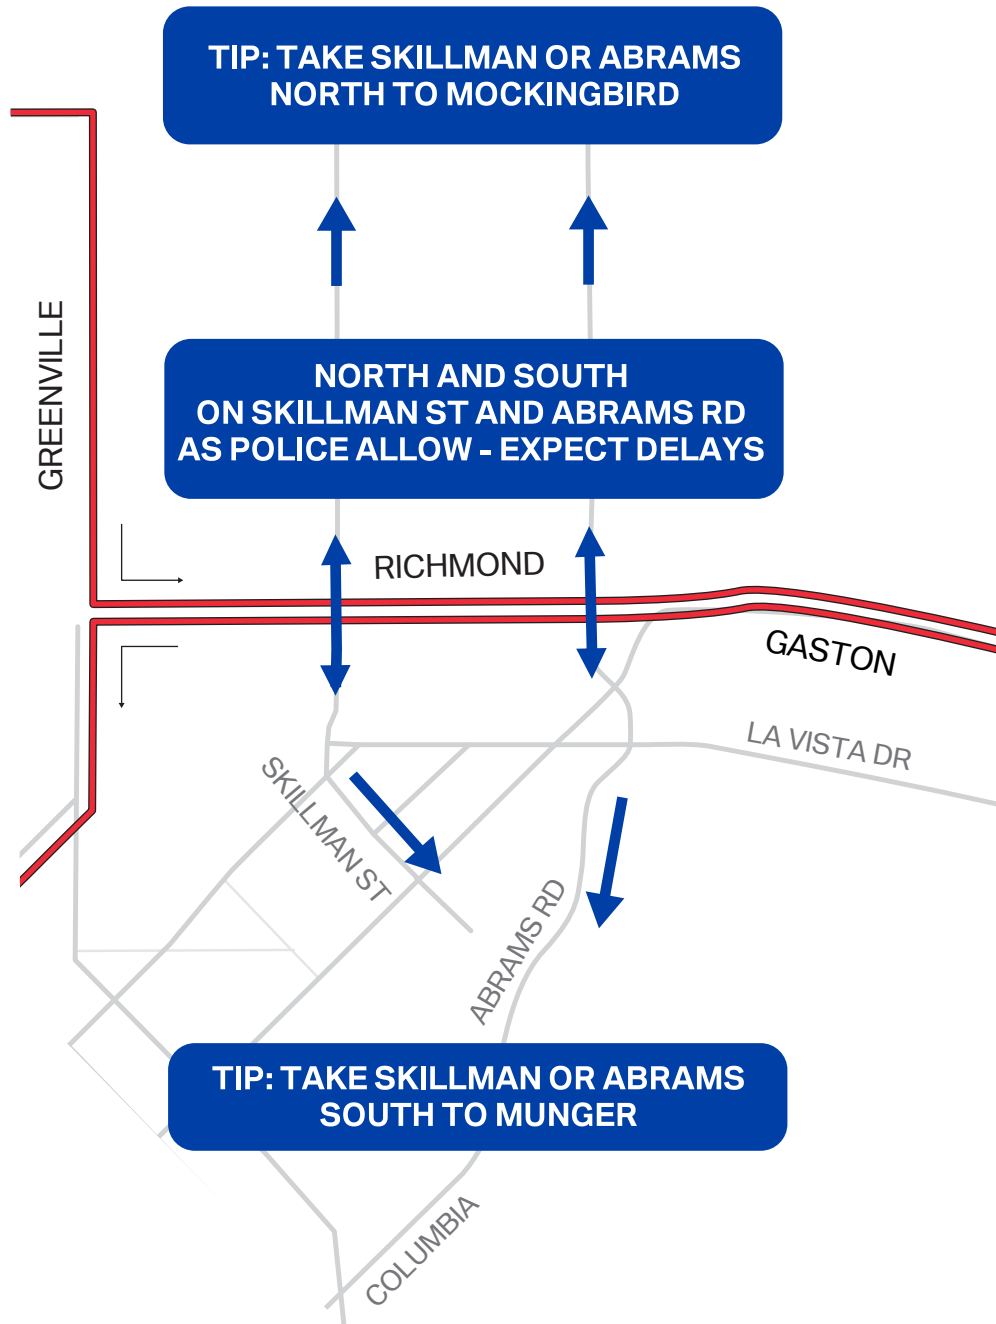 TIP: TAKE SKILLMAN OR ABRAMS
NORTH TO MOCKINGBIRD
GREENVILLE
NORTH AND SOUTH
ON SKILLMAN ST AND ABRAMS RD
AS POLICE ALLOW - EXPECT DELAYS
RICHMOND
GASTON
LA VISTA DR
SKILLMAN ST
ABRAMS RD
TIP: TAKE SKILLMAN OR ABRAMS
SOUTH TO MUNGER
COLUMBIA